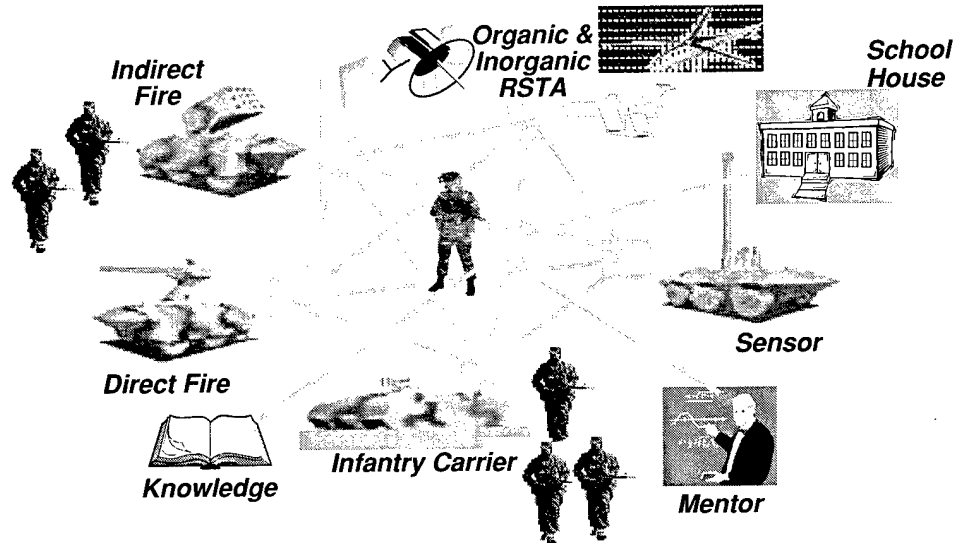 Organic &
Inorganic
RSTA
School
House
Indirect
Fire
Sensor
Direct Fire
Infantry Carrier
Knowledge
Mentor